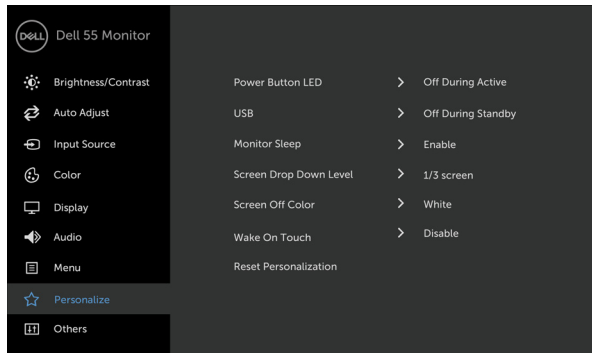 DELL Dell 55 Monitor
Brightness/Contrast
Auto Adjust
Input Source
Color
Display
Audio
Menu
Personalize
Others
Power Button LED Off During Active
USB Off During Standby
Monitor Sleep Enable
Screen Drop Down Level 1/3 screen
Screen Off Color White
Wake On Touch Disable
Reset Personalization